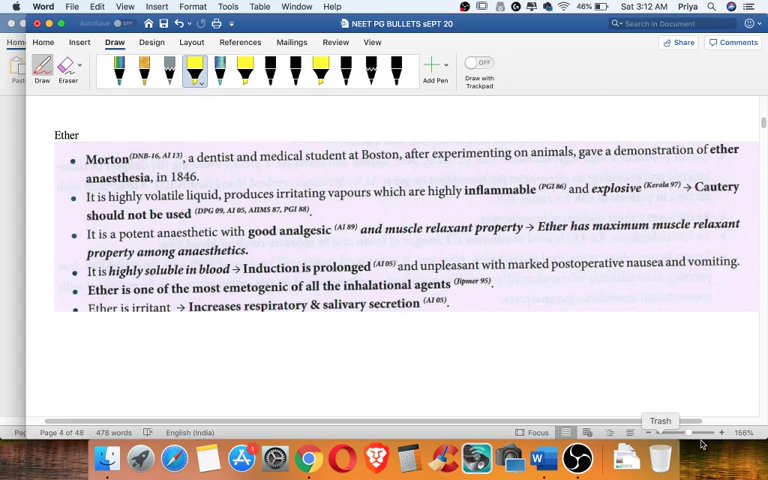 Word File Edit View Insert Format Tools Table Window Help 46% Sat 3:12 AM Priya
AutoSave OFF NEET PG BULLETS sEPT 20 Search in Document
Home Home Insert Draw Design Layout References Mailings Review View Share Comments
Draw Eraser Add Pen OFF Draw with Trackpad
Ether
• Morton(DNB-16, AI 13), a dentist and medical student at Boston, after experimenting on animals, gave a demonstration of ether
anaesthesia, in 1846.
• It is highly volatile liquid, produces irritating vapours which are highly inflammable (PGI 86) and explosive (Kerala 97) → Cautery
should not be used (DPG 09, AI 05, AIIMS 87, PGI 88).
• It is a potent anaesthetic with good analgesic (AI 89) and muscle relaxant property → Ether has maximum muscle relaxant
property among anaesthetics.
• It is highly soluble in blood → Induction is prolonged (AI 05) and unpleasant with marked postoperative nausea and vomiting.
• Ether is one of the most emetogenic of all the inhalational agents (Jipmer 95).
• Ether is irritant → Increases respiratory & salivary secretion (AI 05).
Trash
Page 4 of 48 478 words English (India) Focus 156%